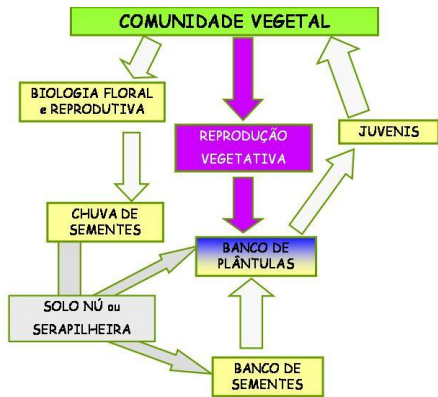 COMUNIDADE VEGETAL
BIOLOGIA FLORAL
e REPRODUTIVA
REPRODUÇÃO
VEGETATIVA
JUVENIS
CHUVA DE
SEMENTES
BANCO DE
PLÂNTULAS
SOLO NÚ ou
SERAPILHEIRA
BANCO DE
SEMENTES